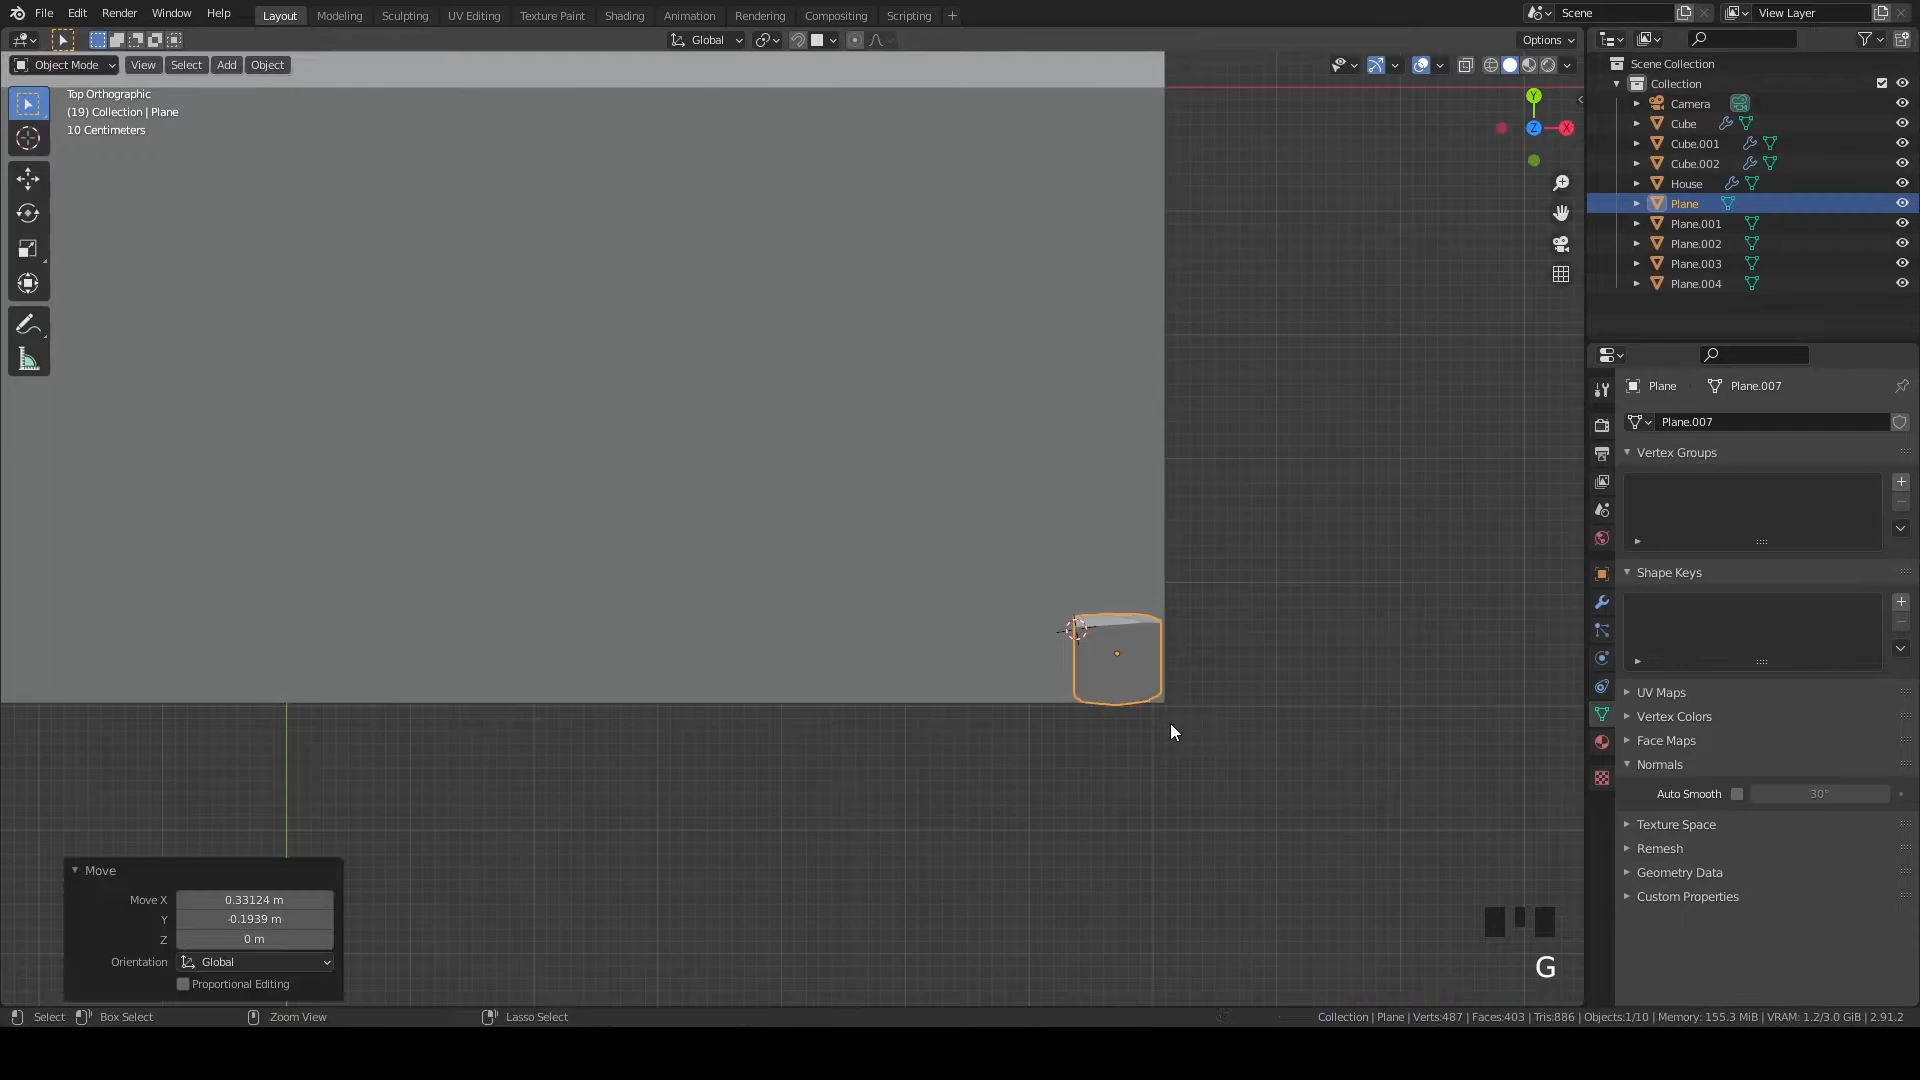 File Edit Render Window Help Layout Modeling Sculpting UV Editing Texture Paint Shading Animation Rendering Compositing Scripting + Scene View Layer
Global Options
Object Mode View Select Add Object
Top Orthographic
(19) Collection | Plane
10 Centimeters
Y
Z
X
Scene Collection
Collection
Camera
Cube
Cube.001
Cube.002
House
Plane
Plane.001
Plane.002
Plane.003
Plane.004
Plane Plane.007
Plane.007
Vertex Groups
Shape Keys
UV Maps
Vertex Colors
Face Maps
Normals
Auto Smooth 30°
Texture Space
Remesh
Geometry Data
Custom Properties
Move
Move X 0.33124 m
Y -0.1939 m
Z 0 m
Orientation Global
Proportional Editing
G
Select Box Select Zoom View Lasso Select Collection | Plane | Verts:487 | Faces:403 | Tris:886 | Objects:1/10 | Memory: 155.3 MiB | VRAM: 1.2/3.0 GiB | 2.91.2